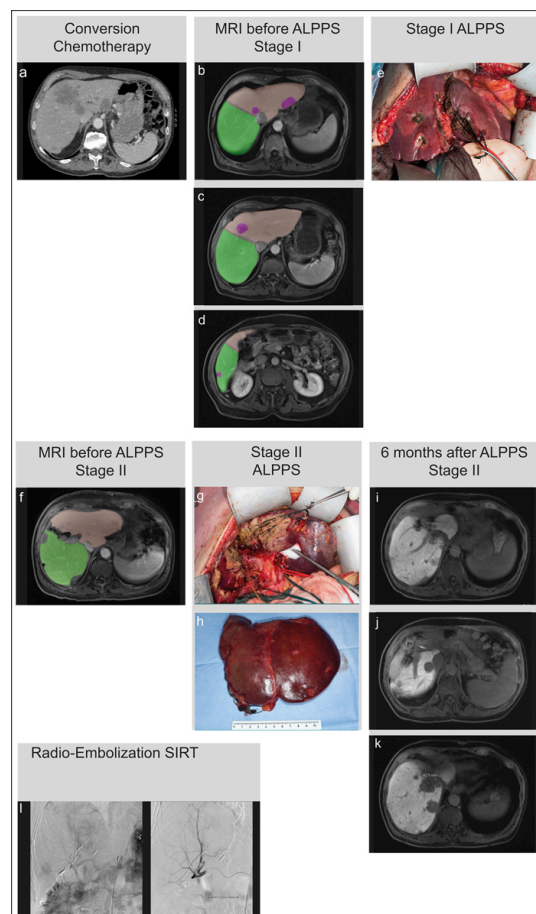 Conversion
Chemotherapy
MRI before ALPPS
Stage I
Stage I ALPPS
a
b
e
c
d
MRI before ALPPS
Stage II
Stage II
ALPPS
6 months after ALPPS
Stage II
f
g
i
h
j
k
Radio-Embolization SIRT
l